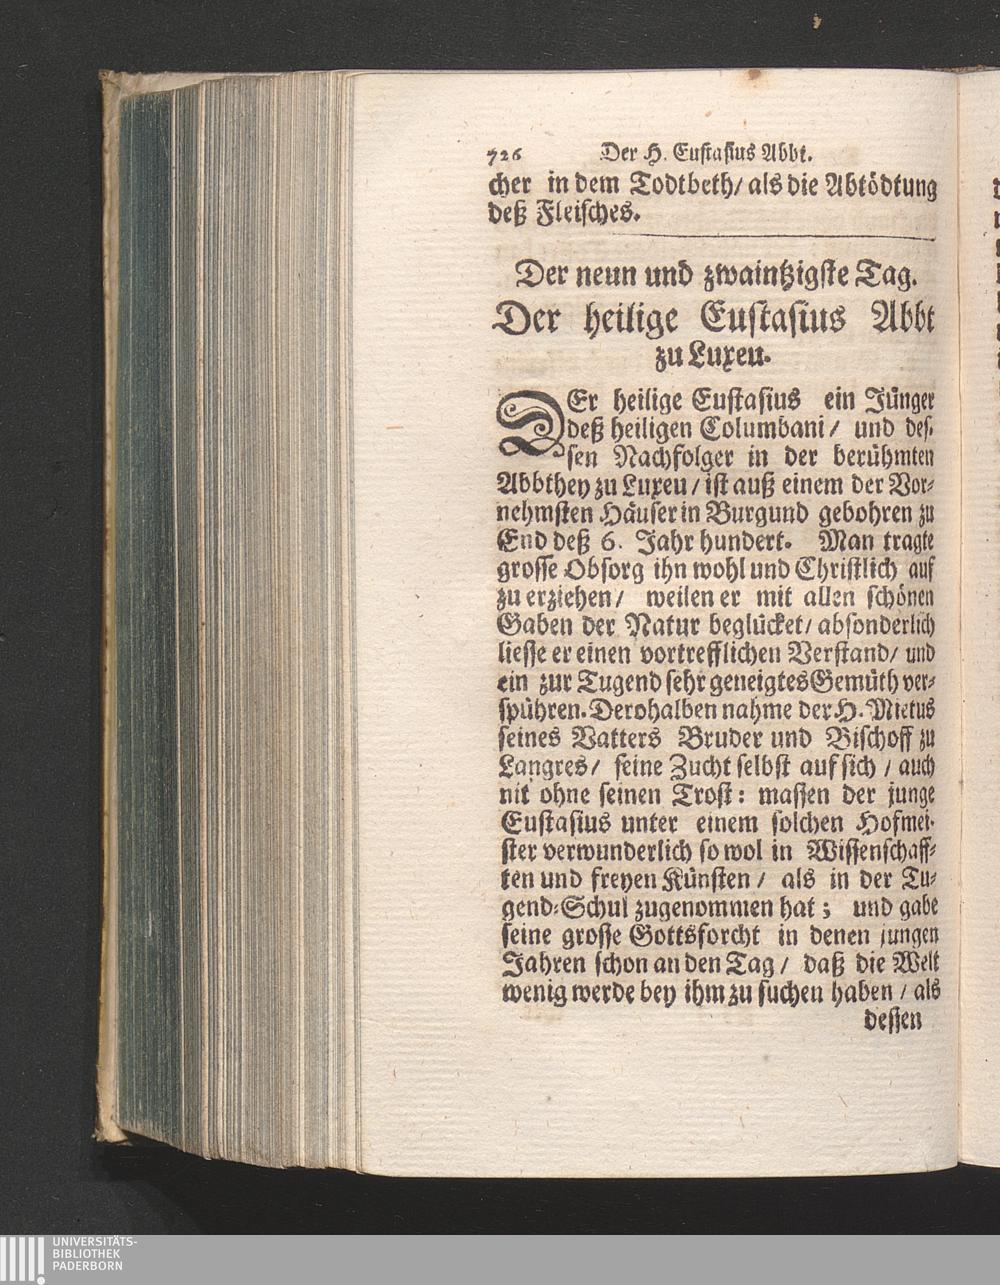 726 Der H. Eustasius Abbt.
cher in dem Todtbeth/ als die Abtödtung
deß Fleisches.
Der neun und zwaintzigste Tag.
Der heilige Eustasius Abbt
zu Luxeu.
DEr heilige Eustasius ein Jünger
deß heiligen Columbani/ und des-
sen Nachfolger in der berühmten
Abbthey zu Luxeu/ ist auß einem der Vor-
nehmsten Häuser in Burgund gebohren zu
End deß 6. Jahr hundert. Man tragte
grosse Obsorg ihn wohl und Christlich auf
zu erziehen/ weilen er mit allen schönen
Gaben der Natur beglücket/ absonderlich
liesse er einen vortrefflichen Verstand/ und
ein zur Tugend sehr geneigtes Gemüth ver-
spühren. Derohalben nahme der H. Mietus
seines Vatters Bruder und Bischoff zu
Langres/ seine Zucht selbst auf sich/ auch
nit ohne seinen Trost: massen der junge
Eustasius unter einem solchen Hofmei-
ster verwunderlich so wol in Wissenschaff-
ten und freyen Künsten/ als in der Tu-
gend-Schul zugenommen hat; und gabe
seine grosse Gottsforcht in denen jungen
Jahren schon an den Tag/ daß die Welt
wenig werde bey ihm zu suchen haben/ als
dessen
UNIVERSITÄTS-
BIBLIOTHEK
PADERBORN